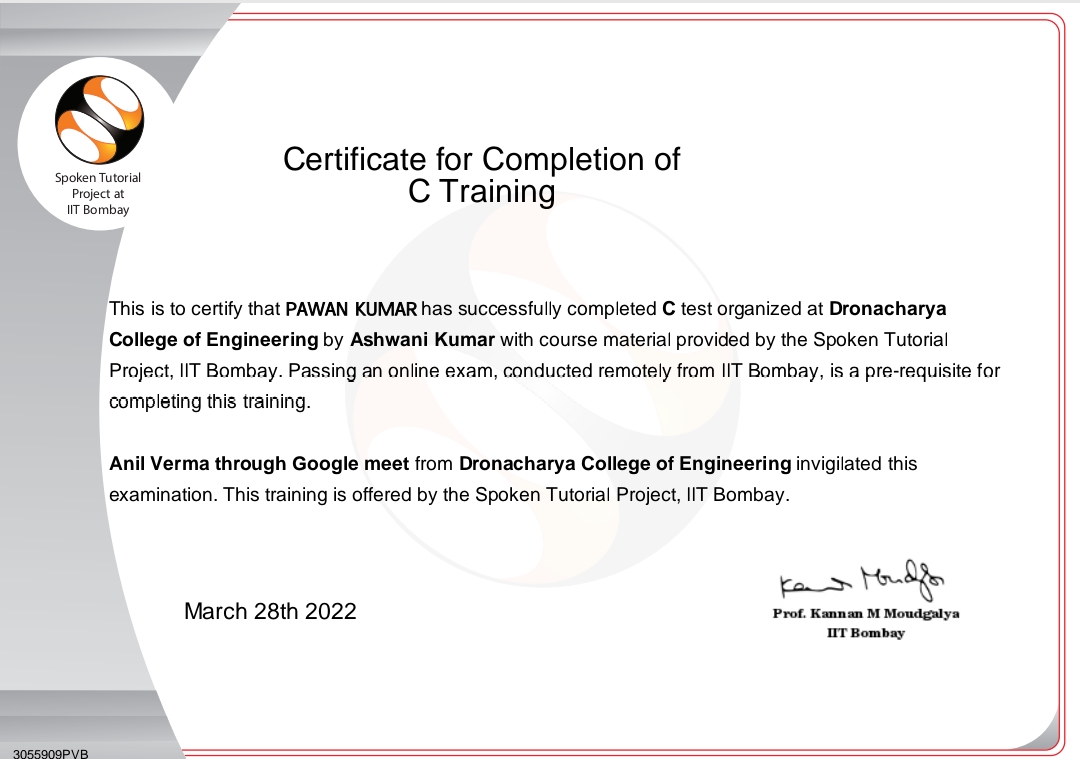 Spoken Tutorial
Project at
IIT Bombay
Certificate for Completion of
C Training
This is to certify that PAWAN KUMAR has successfully completed C test organized at Dronacharya
College of Engineering by Ashwani Kumar with course material provided by the Spoken Tutorial
Project, IIT Bombay. Passing an online exam, conducted remotely from IIT Bombay, is a pre-requisite for
completing this training.
Anil Verma through Google meet from Dronacharya College of Engineering invigilated this
examination. This training is offered by the Spoken Tutorial Project, IIT Bombay.
March 28th 2022
Prof. Kannan M Moudgalya
IIT Bombay
3055909PVB